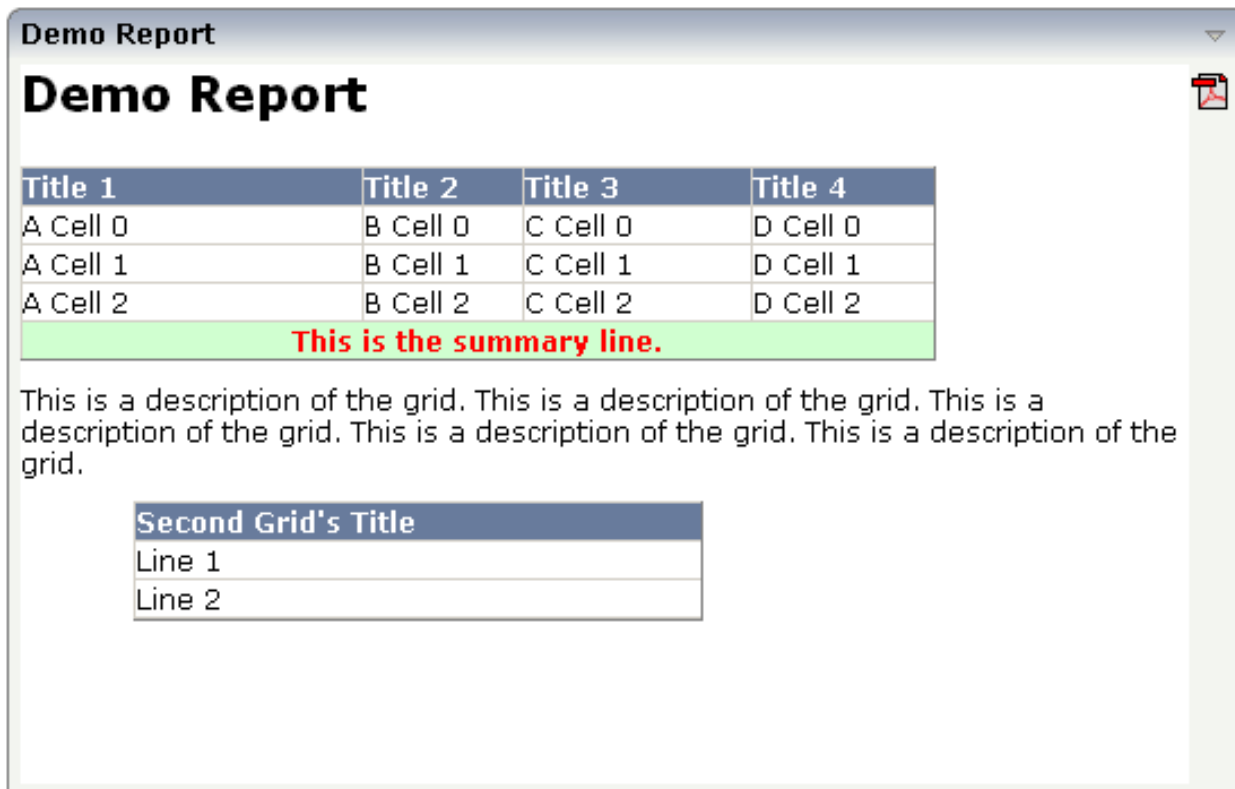 Demo Report
Demo Report
Title 1 Title 2 Title 3 Title 4
A Cell 0 B Cell 0 C Cell 0 D Cell 0
A Cell 1 B Cell 1 C Cell 1 D Cell 1
A Cell 2 B Cell 2 C Cell 2 D Cell 2
This is the summary line.
This is a description of the grid. This is a description of the grid. This is a
description of the grid. This is a description of the grid. This is a description of the
grid.
Second Grid's Title
Line 1
Line 2